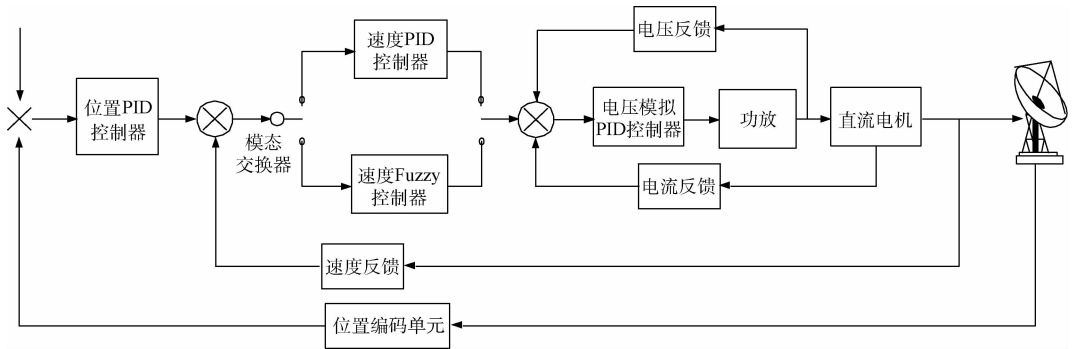 电压反馈
速度PID
控制器
位置PID
控制器
模态
交换器
电压模拟
PID控制器
功放
直流电机
速度Fuzzy
控制器
电流反馈
速度反馈
位置编码单元